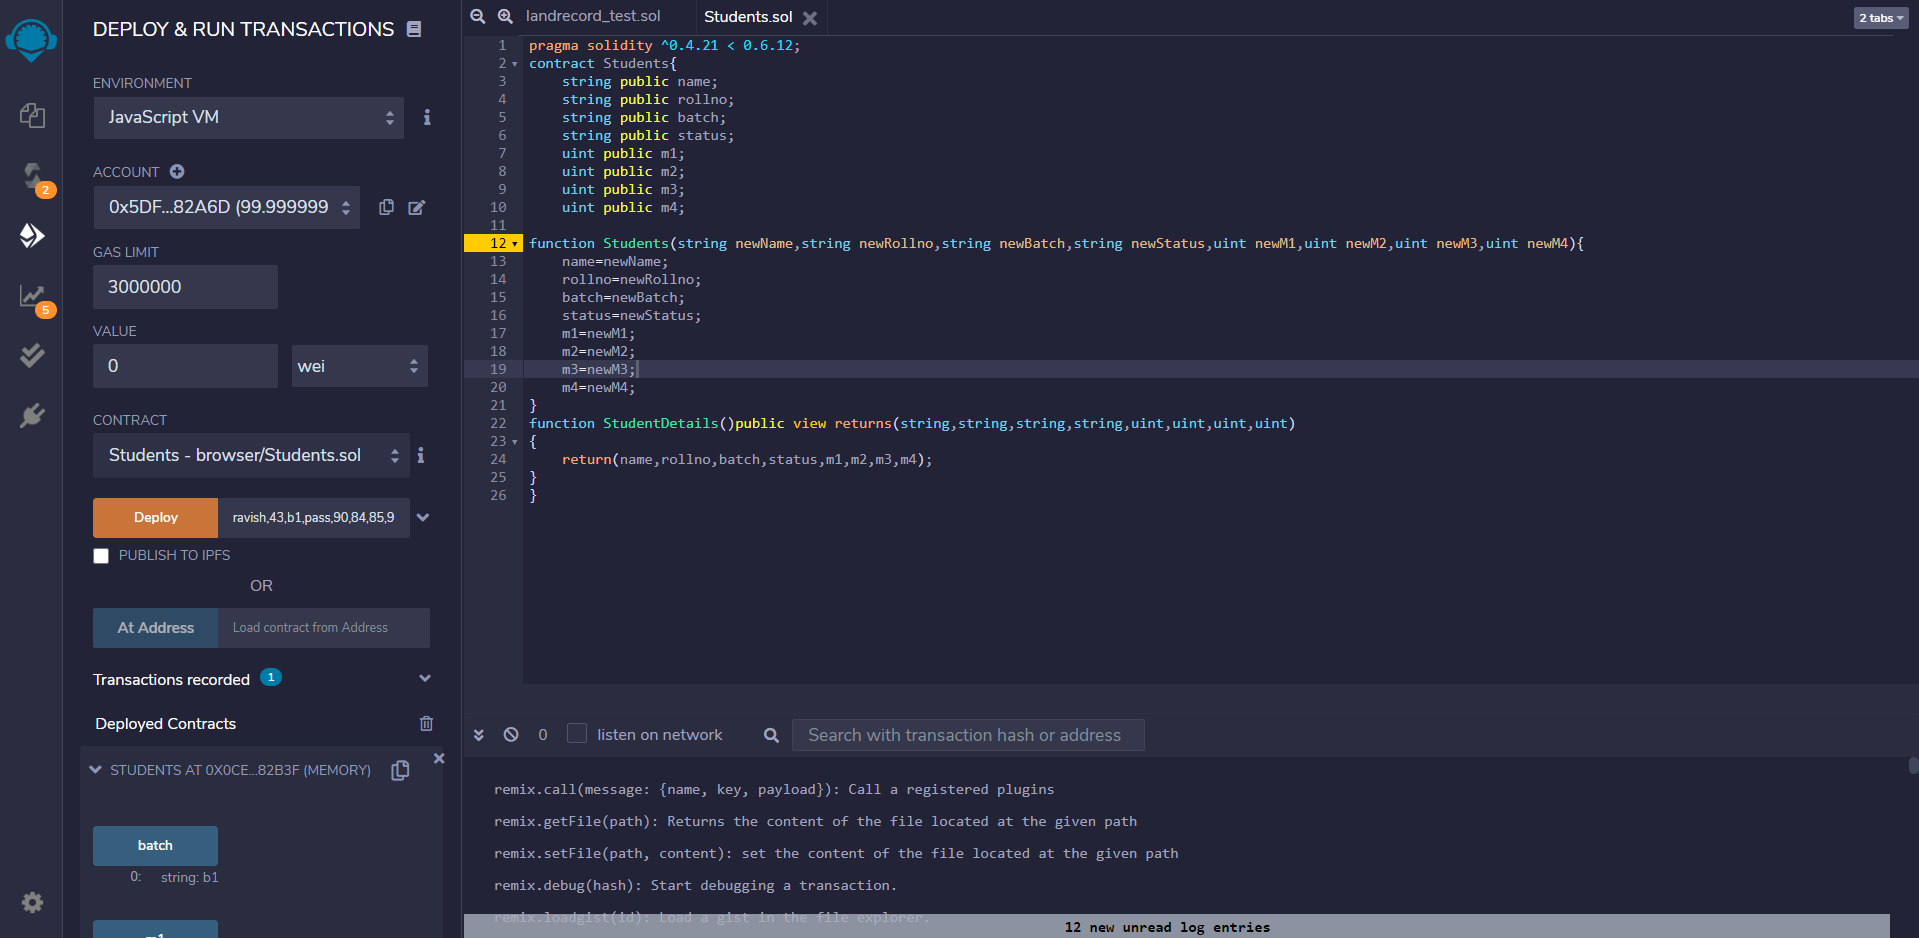 DEPLOY & RUN TRANSACTIONS
ENVIRONMENT
JavaScript VM
ACCOUNT
0x5DF...82A6D (99.999999
GAS LIMIT
3000000
VALUE
0
wei
CONTRACT
Students - browser/Students.sol
Deploy
ravish,43,b1,pass,90,84,85,9
PUBLISH TO IPFS
OR
At Address
Load contract from Address
Transactions recorded 1
Deployed Contracts
STUDENTS AT 0X0CE...82B3F (MEMORY)
batch
0: string: b1
m1
2
5
landrecord_test.sol
Students.sol
2 tabs
1 pragma solidity ^0.4.21 < 0.6.12;
2 contract Students{
3 string public name;
4 string public rollno;
5 string public batch;
6 string public status;
7 uint public m1;
8 uint public m2;
9 uint public m3;
10 uint public m4;
11
12 function Students(string newName,string newRollno,string newBatch,string newStatus,uint newM1,uint newM2,uint newM3,uint newM4){
13 name=newName;
14 rollno=newRollno;
15 batch=newBatch;
16 status=newStatus;
17 m1=newM1;
18 m2=newM2;
19 m3=newM3;
20 m4=newM4;
21 }
22 function StudentDetails()public view returns(string,string,string,string,uint,uint,uint,uint)
23 {
24 return(name,rollno,batch,status,m1,m2,m3,m4);
25 }
26 }
0
listen on network
Search with transaction hash or address
remix.call(message: {name, key, payload}): Call a registered plugins
remix.getFile(path): Returns the content of the file located at the given path
remix.setFile(path, content): set the content of the file located at the given path
remix.debug(hash): Start debugging a transaction.
remix.loadgist(id): Load a gist in the file explorer.
12 new unread log entries